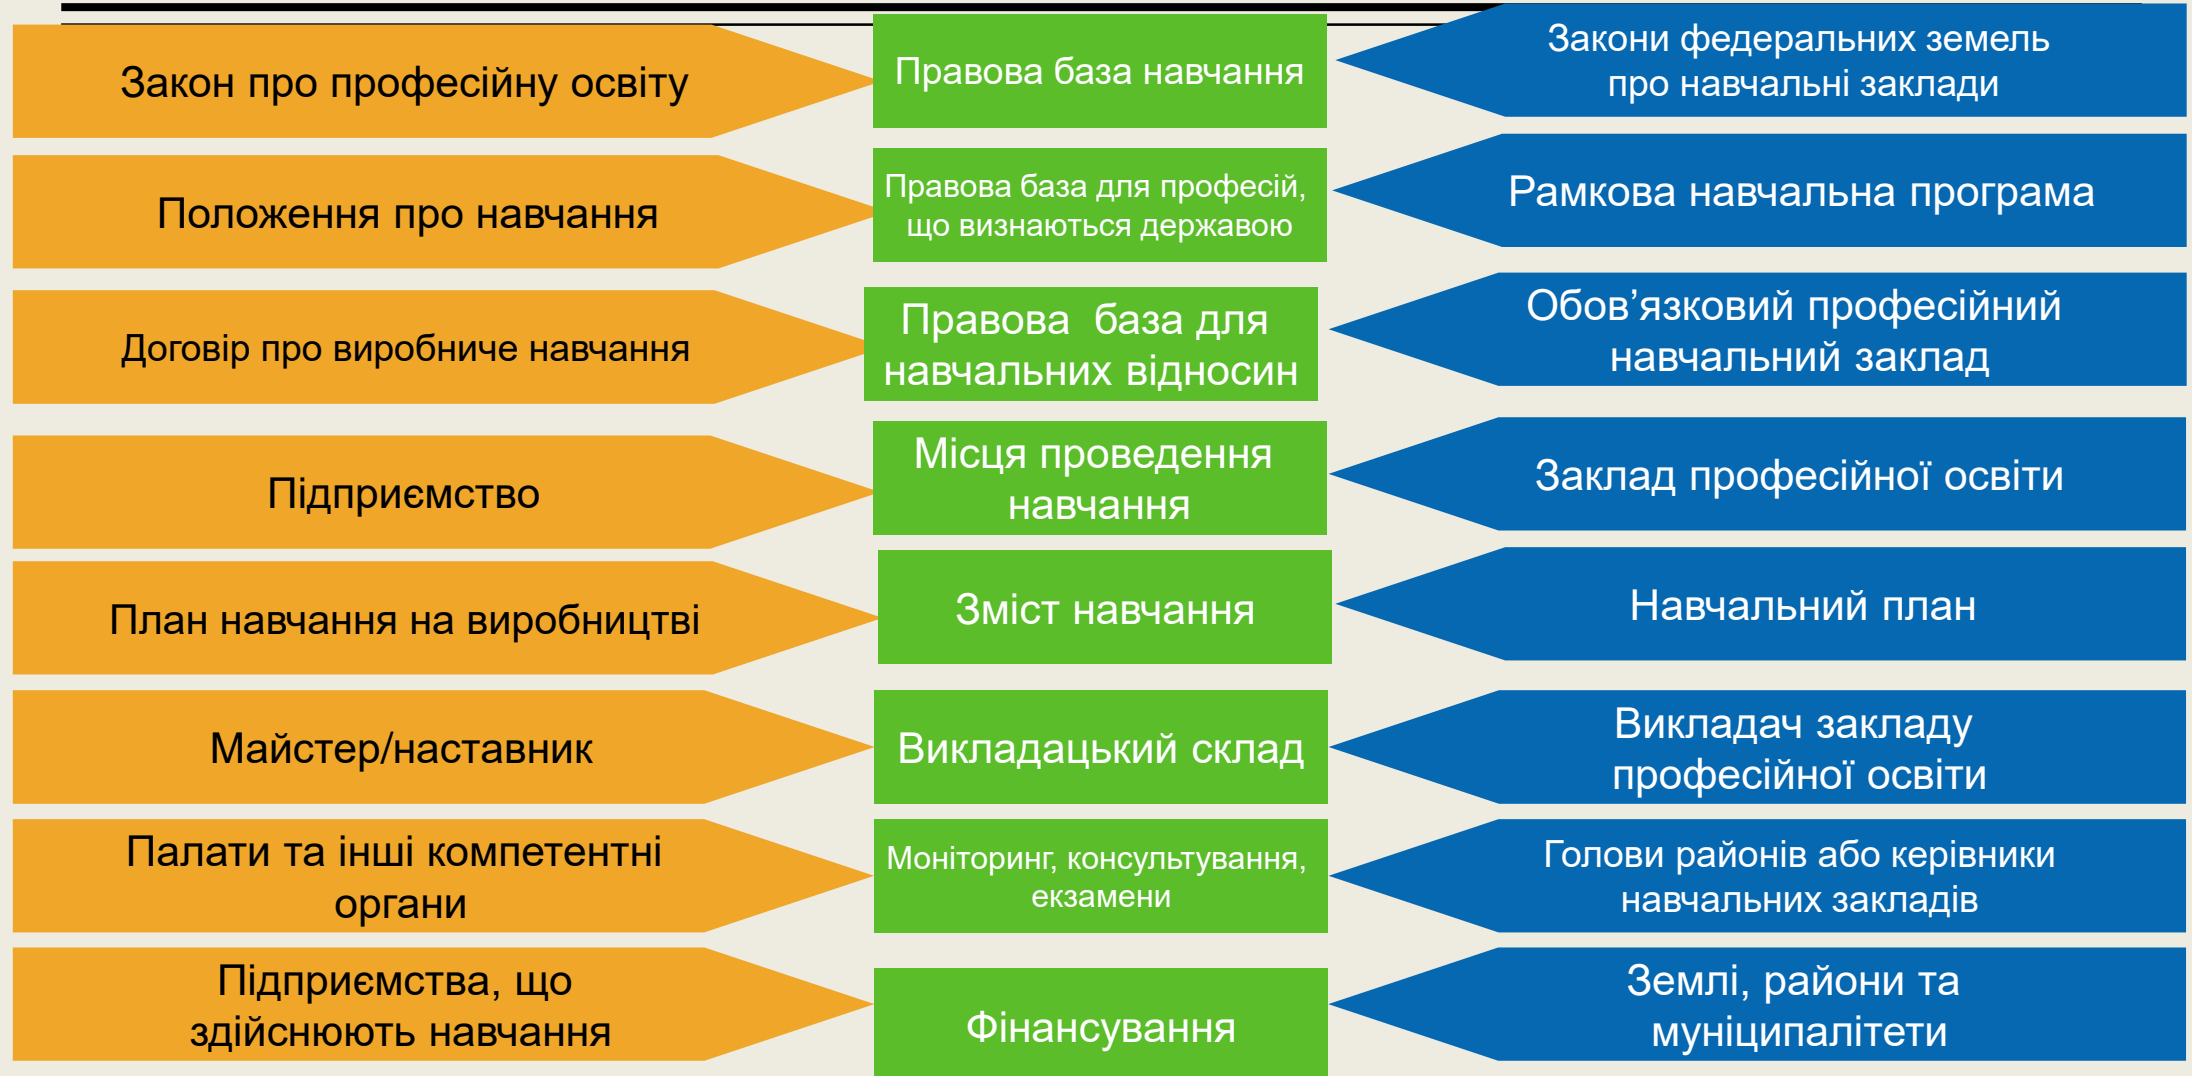 Закон про професійну освіту
Правова база навчання
Закони федеральних земель
про навчальні заклади
Положення про навчання
Правова база для професій,
що визнаються державою
Рамкова навчальна програма
Договір про виробниче навчання
Правова база для
навчальних відносин
Обов’язковий професійний
навчальний заклад
Підприємство
Місця проведення
навчання
Заклад професійної освіти
План навчання на виробництві
Зміст навчання
Навчальний план
Майстер/наставник
Викладацький склад
Викладач закладу
професійної освіти
Палати та інші компетентні
органи
Моніторинг, консультування,
екзамени
Голови районів або керівники
навчальних закладів
Підприємства, що
здійснюють навчання
Фінансування
Землі, райони та
муніципалітети